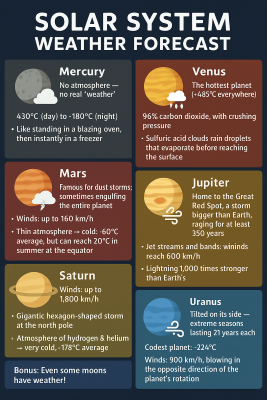 SOLAR SYSTEM
WEATHER FORECAST
Mercury
No atmosphere —
no real 'weather'
430°C (day) to -180°C (night)
• Like standing in a blazing oven,
then instantly in a freezer
Venus
The hottest planet
(+485°C everywhere)
96% carbon dioxide, with crushing
pressure
• Sulfuric acid clouds rain droplets
that evaporate before reaching
the surface
Mars
Famous for dust storms;
sometimes engulfing
the entire planet
• Winds: up to 160 km/h
• Thin atmosphere → cold: -60°C
average, but can reach 20°C in
summer at the equator
Jupiter
Home to the Great
Red Spot, a storm
bigger than Earth,
raging for at least
350 years
• Jet streams and bands: wininds
reach 600 km/h
• Lightning 1,000 times stronger
than Earth's
Saturn
Winds: up to
1,800 km/h
• Gigantic hexagon-shaped storm
at the north pole
• Atmosphere of hydrogen & helium
→ very cold, -178°C average
Uranus
Tilted on its side —
extreme seasons
lasting 21 years each
Codest planet: -224°C
Winds: 900 km/h, blowing in
the opposite direction of the
planet's rotation
Bonus: Even some moons
have weather!